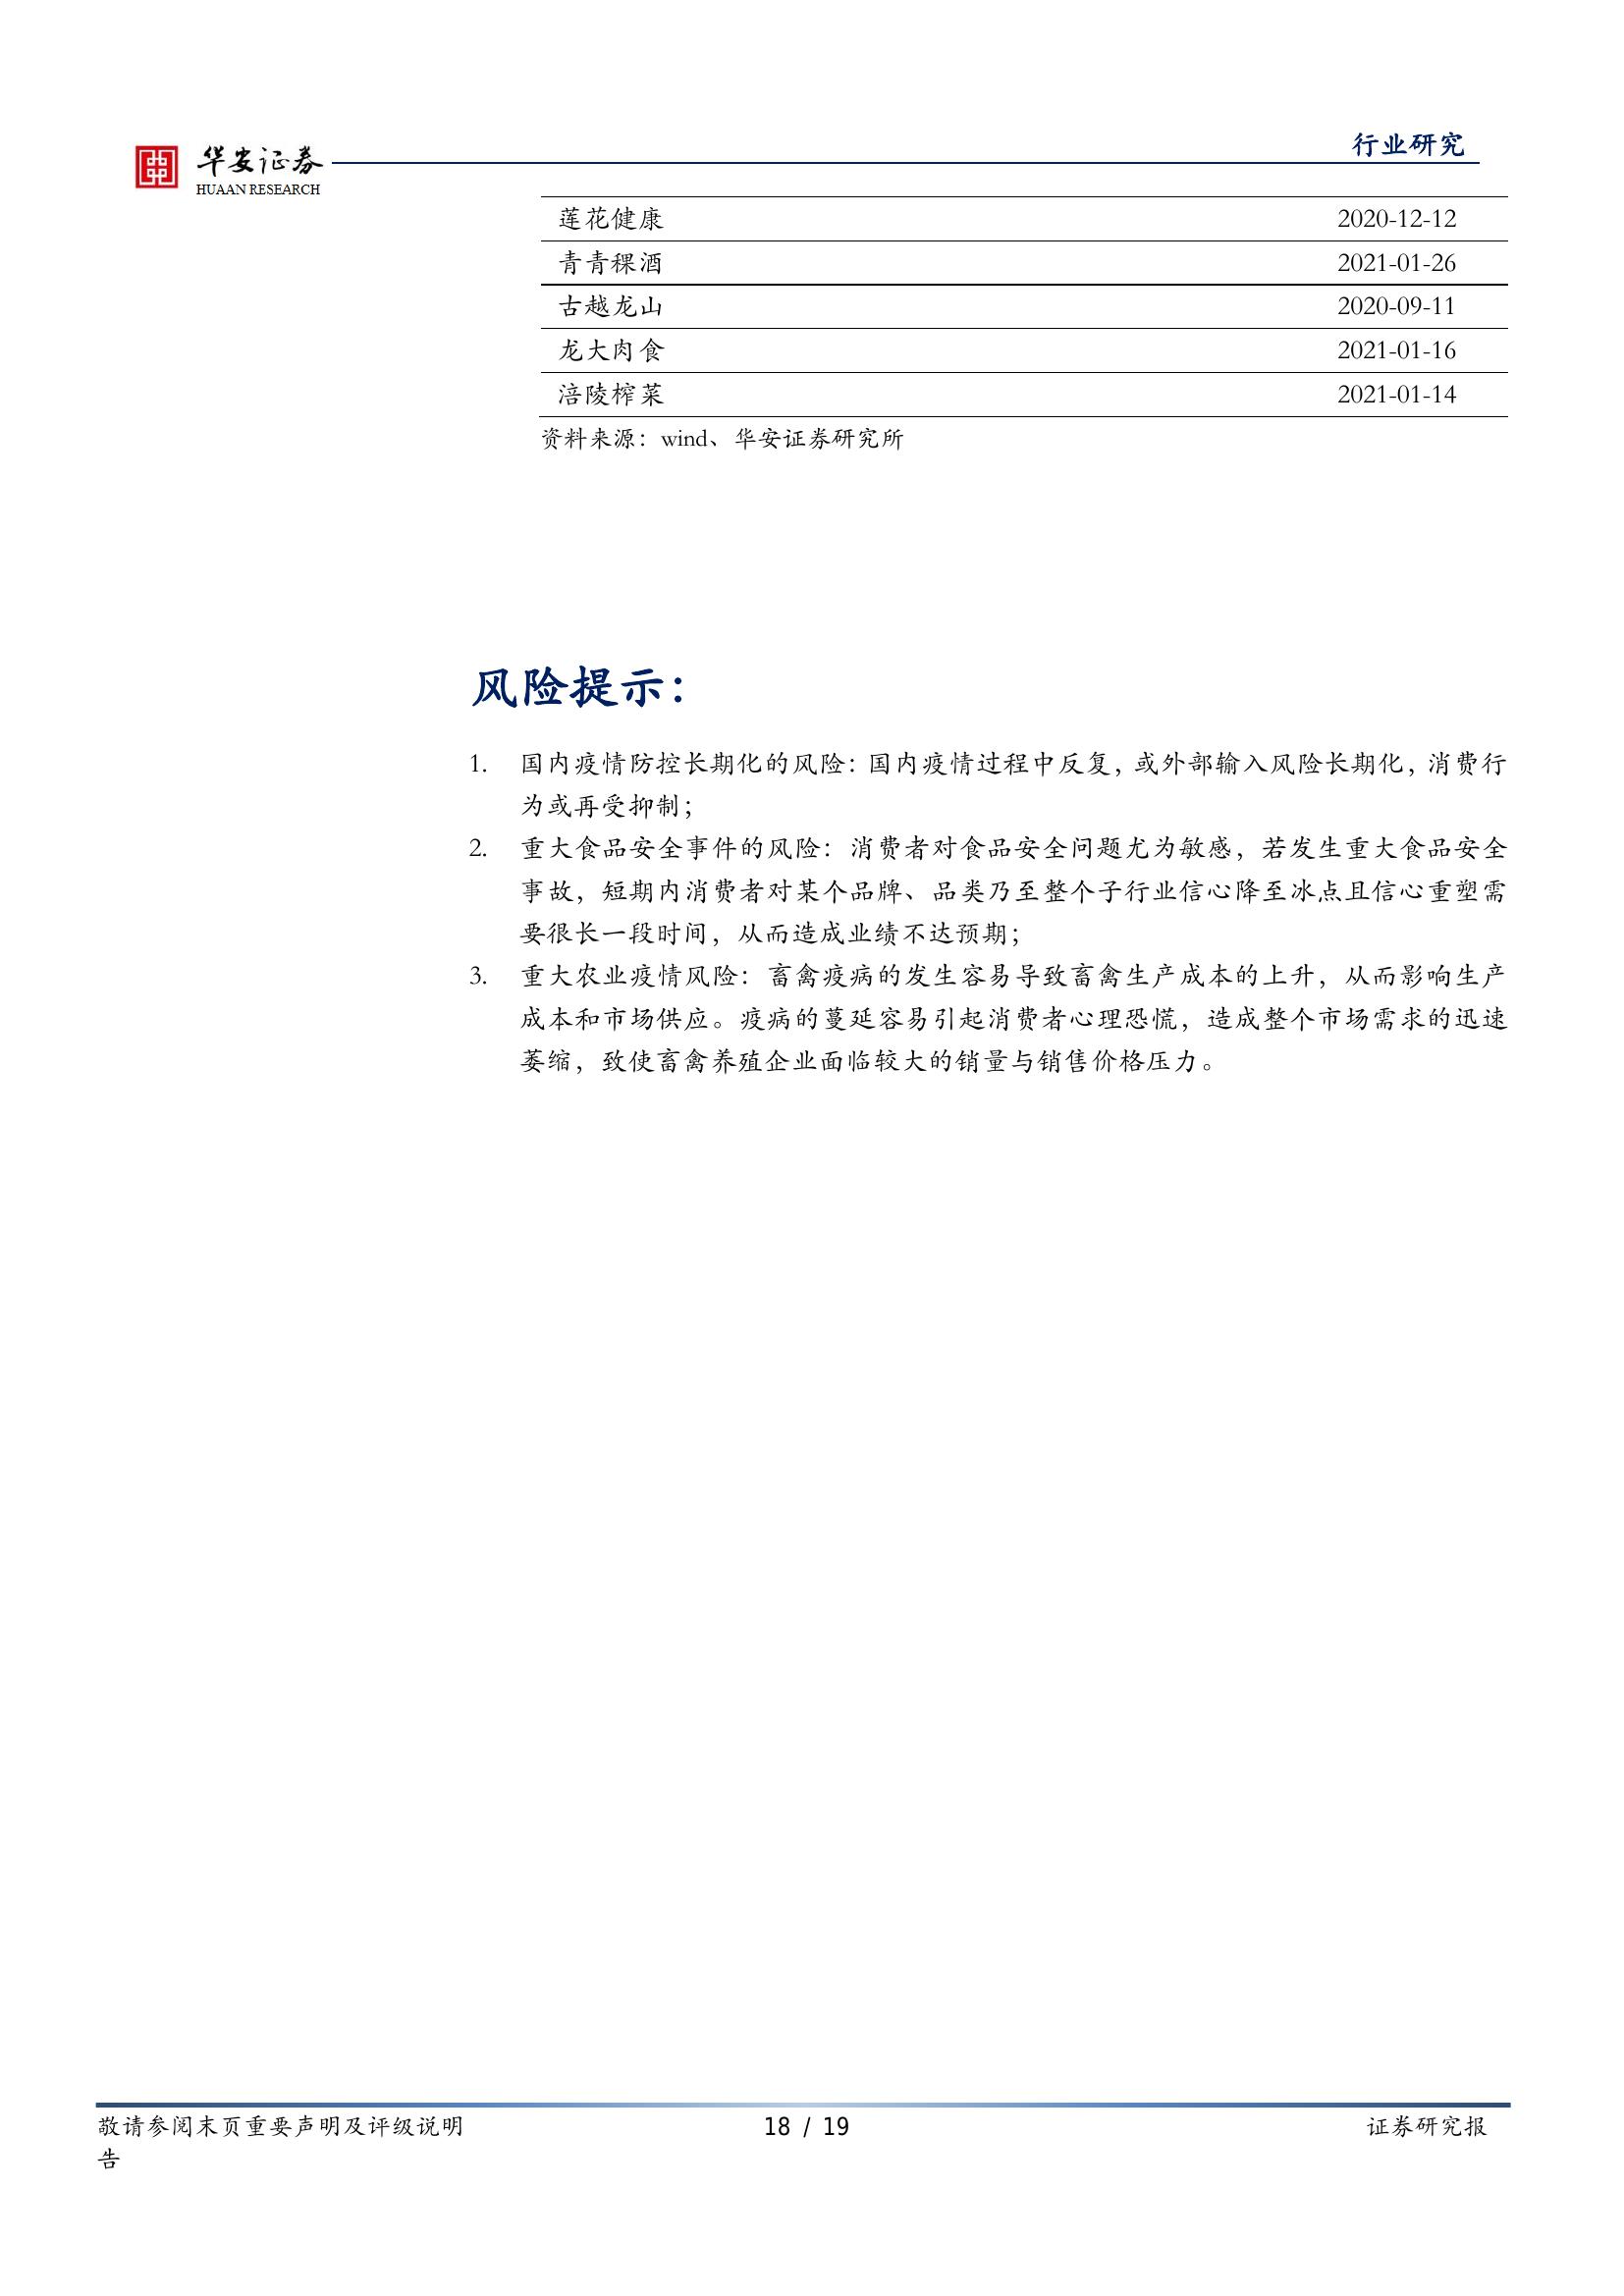 行业研究
华安证券
HUAAN RESEARCH
莲花健康 2020-12-12
青青稞酒 2021-01-26
古越龙山 2020-09-11
龙大肉食 2021-01-16
涪陵榨菜 2021-01-14
资料来源：wind、华安证券研究所
风险提示：
1. 国内疫情防控长期化的风险：国内疫情过程中反复，或外部输入风险长期化，消费行
为或再受抑制；
2. 重大食品安全事件的风险：消费者对食品安全问题尤为敏感，若发生重大食品安全
事故，短期内消费者对某个品牌、品类乃至整个子行业信心降至冰点且信心重塑需
要很长一段时间，从而造成业绩不达预期；
3. 重大农业疫情风险：畜禽疫病的发生容易导致畜禽生产成本的上升，从而影响生产
成本和市场供应。疫病的蔓延容易引起消费者心理恐慌，造成整个市场需求的迅速
萎缩，致使畜禽养殖企业面临较大的销量与销售价格压力。
敬请参阅末页重要声明及评级说明 18 / 19 证券研究报
告